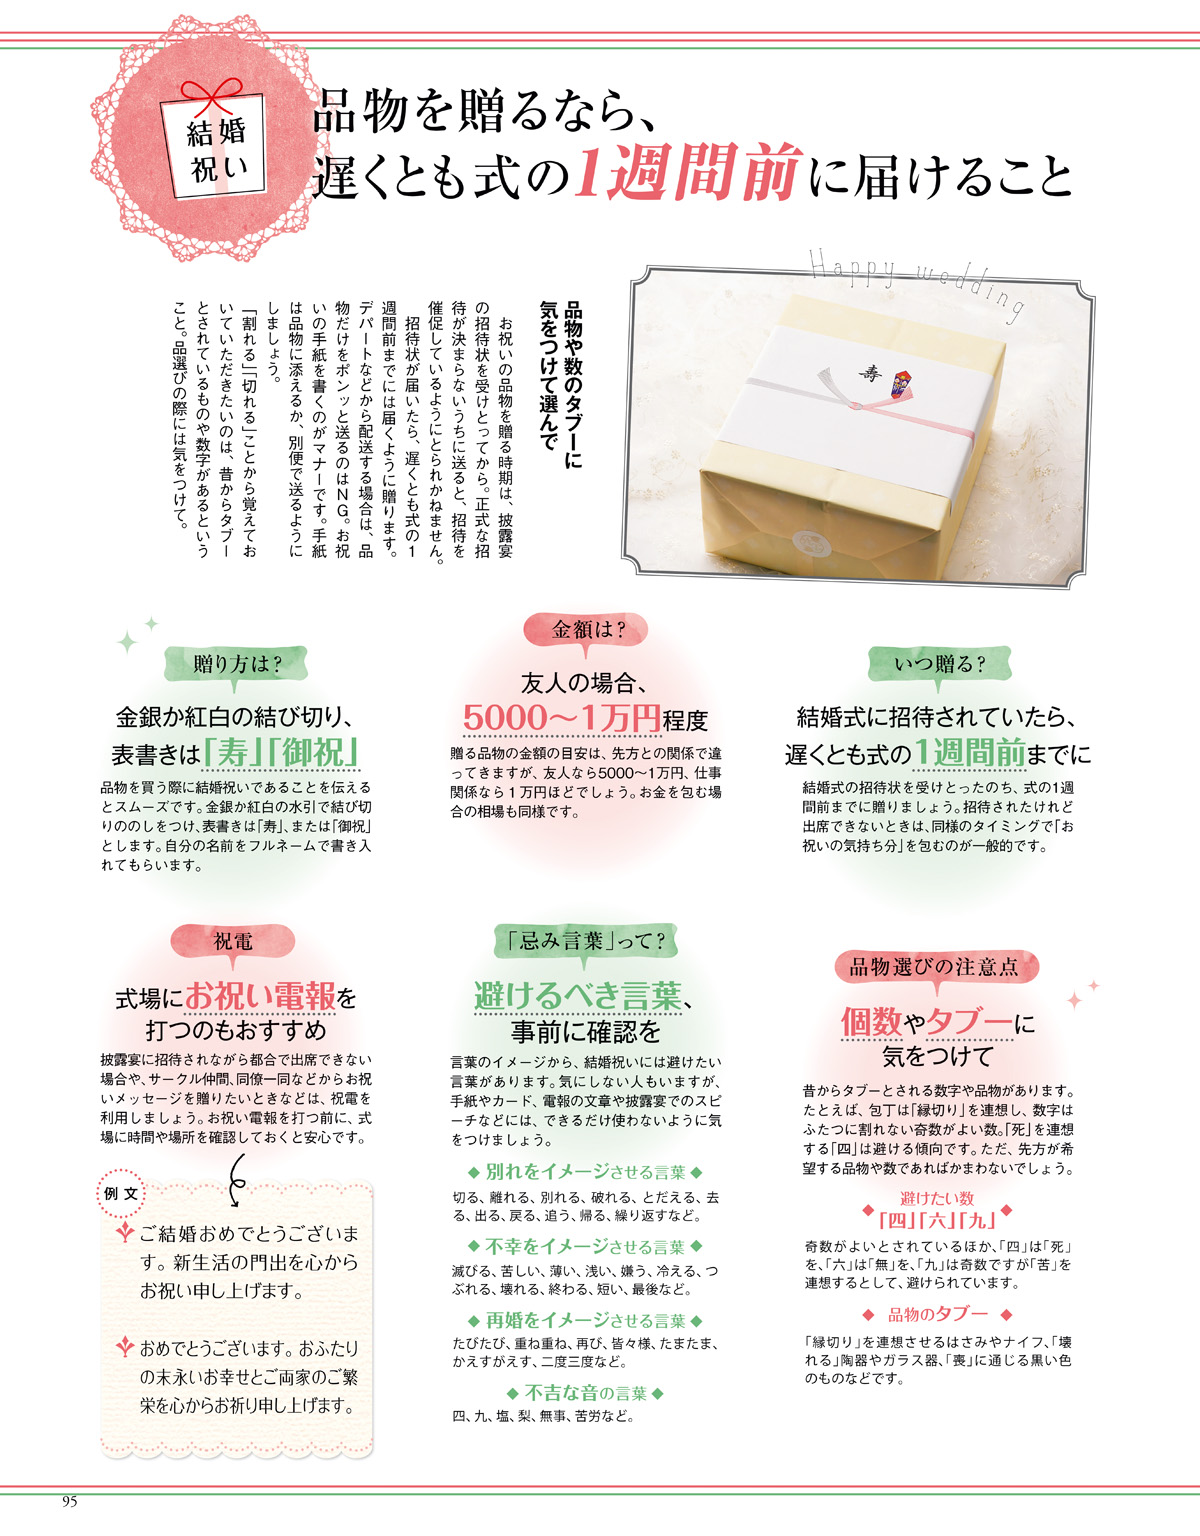 結婚
祝い
品物を贈るなら、
遅くとも式の1週間前に届けること
Happy wedding
寿
品物や数のタブーに
気をつけて選んで
お祝いの品物を贈る時期は、披露宴
の招待状を受けとってから。正式な招
待が決まらないうちに送ると、招待を
催促しているようにとられかねません。
招待状が届いたら、遅くとも式の1
週間前までには届くように贈ります。
デパートなどから配送する場合は、品
物だけをポンッと送るのはNG。お祝
いの手紙を書くのがマナーです。手紙
は品物に添えるか、別便で送るように
しましょう。
「割れる」「切れる」ことから覚えてお
いていただきたいのは、昔からタブー
とされているものや数字があるという
こと。品選びの際には気をつけて。
いつ贈る？
結婚式に招待されていたら、
遅くとも式の1週間前までに
結婚式の招待状を受けとったのち、式の1週
間前までに贈りましょう。招待されたけれど
出席できないときは、同様のタイミングで「お
祝いの気持ち分」を包むのが一般的です。
金額は？
友人の場合、
5000〜1万円程度
贈る品物の金額の目安は、先方との関係で違
ってきますが、友人なら5000〜1万円、仕事
関係なら1万円ほどでしょう。お金を包む場
合の相場も同様です。
贈り方は？
金銀か紅白の結び切り、
表書きは「寿」「御祝」
品物を買う際に結婚祝いであることを伝える
とスムーズです。金銀か紅白の水引で結び切
りののしをつけ、表書きは「寿」、または「御祝」
とします。自分の名前をフルネームで書き入
れてもらいます。
品物選びの注意点
個数やタブーに
気をつけて
昔からタブーとされる数字や品物があります。
たとえば、包丁は「縁切り」を連想し、数字は
ふたつに割れない奇数がよい数。「死」を連想
する「四」は避ける傾向です。ただ、先方が希
望する品物や数であればかまわないでしょう。
◆ 避けたい数 ◆
「四」「六」「九」
奇数がよいとされているほか、「四」は「死」
を、「六」は「無」を、「九」は奇数ですが「苦」を
連想するとして、避けられています。
◆ 品物のタブー ◆
「縁切り」を連想させるはさみやナイフ、「壊
れる」陶器やガラス器、「喪」に通じる黒い色
のものなどです。
「忌み言葉」って？
避けるべき言葉、
事前に確認を
言葉のイメージから、結婚祝いには避けたい
言葉があります。気にしない人もいますが、
手紙やカード、電報の文章や披露宴でのスピ
ーチなどには、できるだけ使わないように気
をつけましょう。
◆ 別れをイメージさせる言葉 ◆
切る、離れる、別れる、破れる、とだえる、去
る、出る、戻る、追う、帰る、繰り返すなど。
◆ 不幸をイメージさせる言葉 ◆
滅びる、苦しい、薄い、浅い、嫌う、冷える、つ
ぶれる、壊れる、終わる、短い、最後など。
◆ 再婚をイメージさせる言葉 ◆
たびたび、重ね重ね、再び、皆々様、たまたま、
かえすがえす、二度三度など。
◆ 不吉な音の言葉 ◆
四、九、塩、梨、無事、苦労など。
祝電
式場にお祝い電報を
打つのもおすすめ
披露宴に招待されながら都合で出席できない
場合や、サークル仲間、同僚一同などからお祝
いメッセージを贈りたいときなどは、祝電を
利用しましょう。お祝い電報を打つ前に、式
場に時間や場所を確認しておくと安心です。
例文
ご結婚おめでとうございま
す。新生活の門出を心から
お祝い申し上げます。
おめでとうございます。おふたり
の末永いお幸せとご両家のご繁
栄を心からお祈り申し上げます。
95